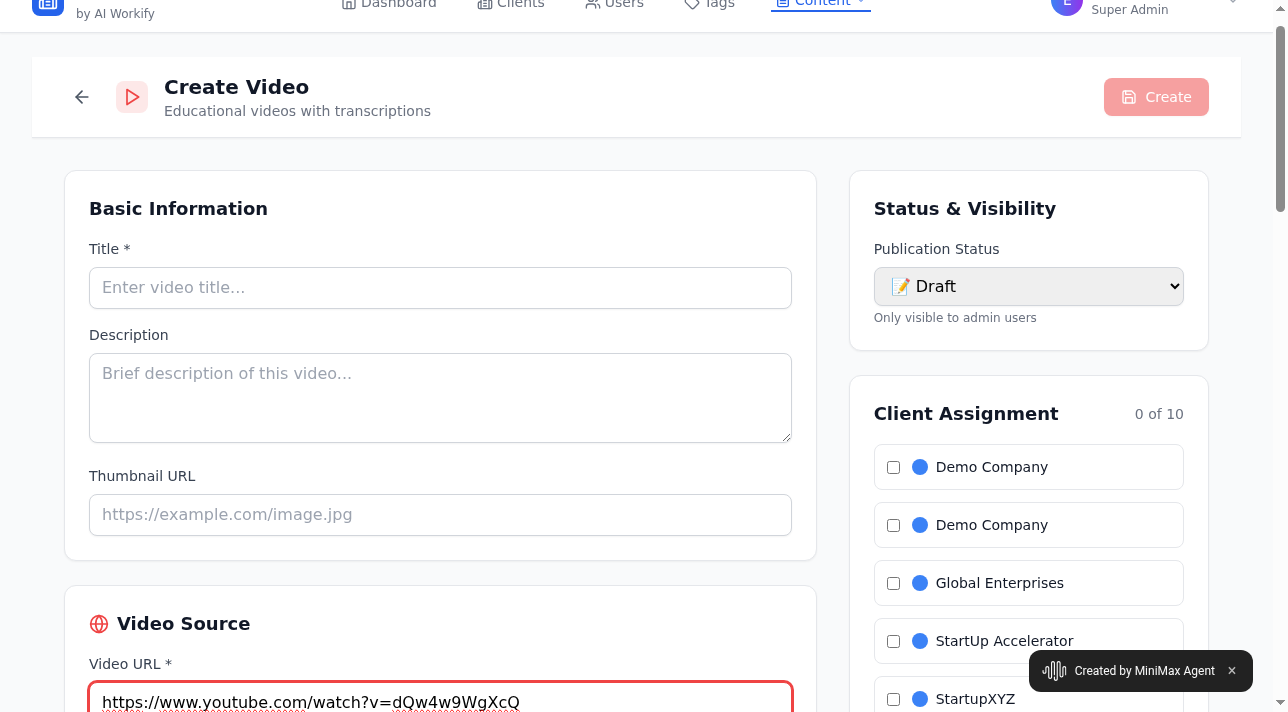 by AI Workify
Dashboard
Clients
Users
Tags
Content
E
Super Admin
Create Video
Educational videos with transcriptions
Create
Basic Information
Title *
Enter video title...
Description
Brief description of this video...
Thumbnail URL
https://example.com/image.jpg
Video Source
Video URL *
https://www.youtube.com/watch?v=dQw4w9WgXcQ
Status & Visibility
Publication Status
📝 Draft
Only visible to admin users
Client Assignment
0 of 10
Demo Company
Demo Company
Global Enterprises
StartUp Accelerator
StartupXYZ
Created by MiniMax Agent ×